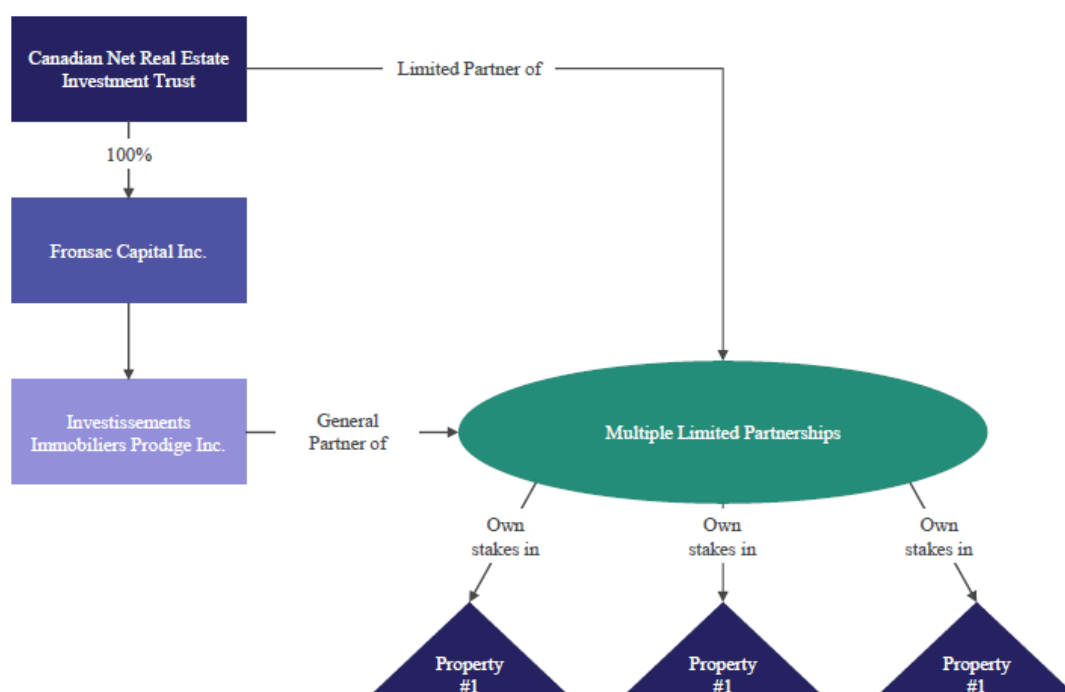 Canadian Net Real Estate
Investment Trust
Limited Partner of
100%
Fronsac Capital Inc.
Investissements
Immobiliers Prodige Inc.
General
Partner of
Multiple Limited Partnerships
Own
stakes in
Own
stakes in
Own
stakes in
Property
#1
Property
#1
Property
#1